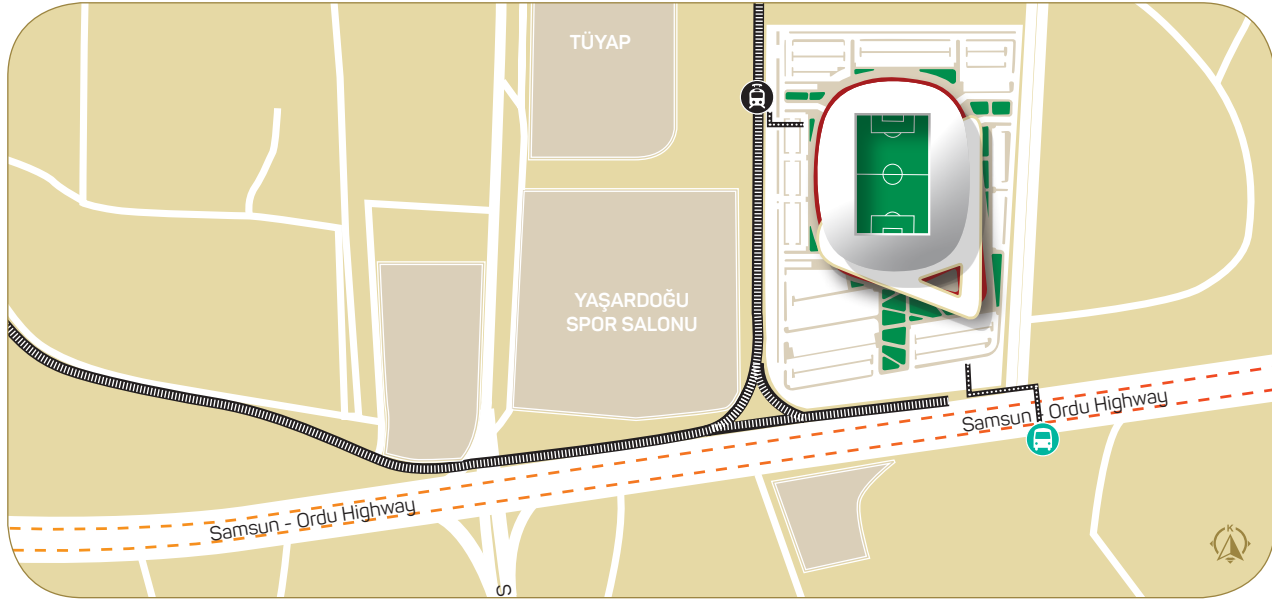 TÜYAP
YAŞARDOĞU
SPOR SALONU
Samsun - Ordu Highway
Samsun - Ordu Highway
S
K